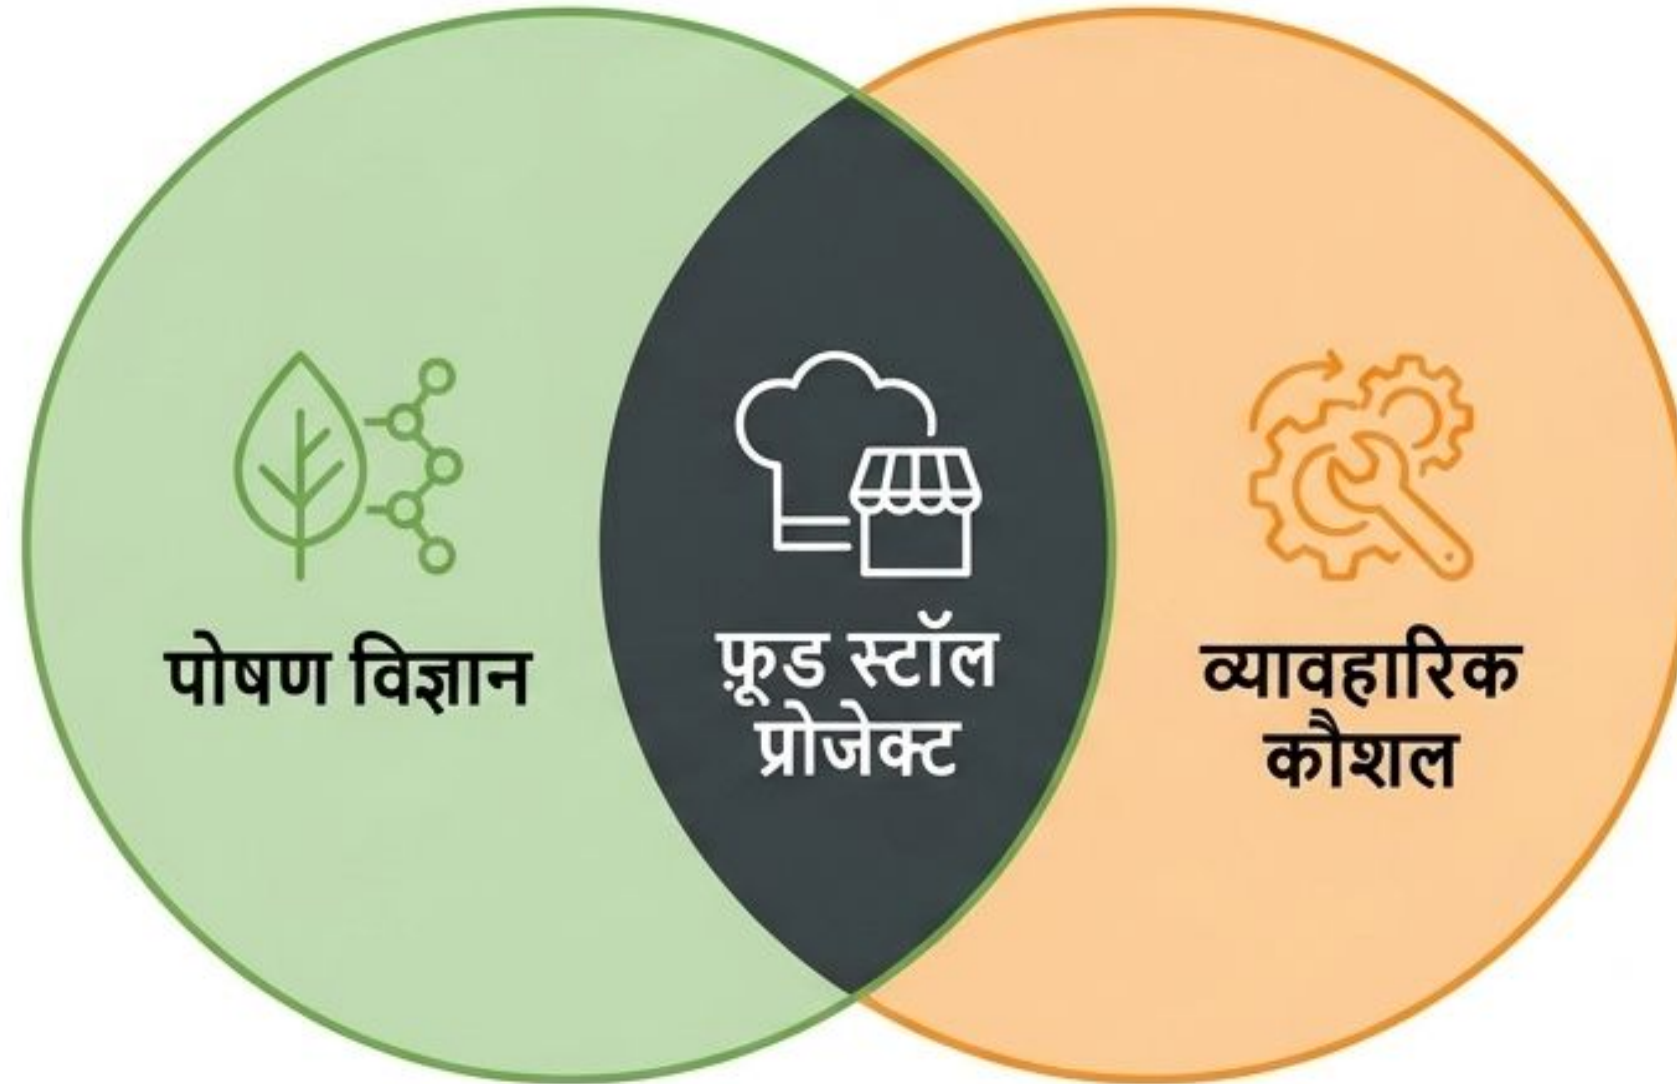 पोषण विज्ञान
फ़ूड स्टॉल
प्रोजेक्ट
व्यावहारिक
कौशल